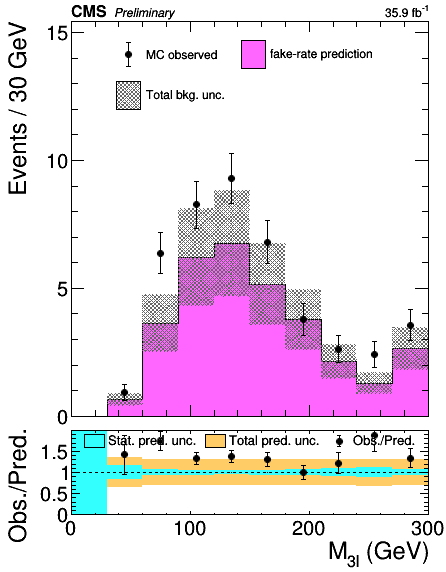 CMS Preliminary 35.9 fb⁻¹
Events / 30 GeV
15
10
5
0
MC observed
fake-rate prediction
Total bkg. unc.
Obs./Pred.
2
1.5
1
0.5
0
Stat. pred. unc.
Total pred. unc.
Obs./Pred.
0 100 200 300
M3l (GeV)